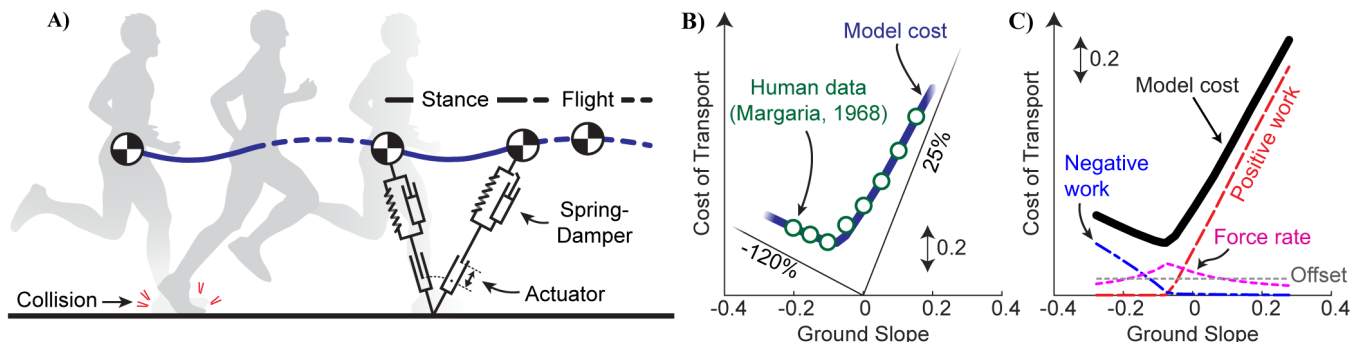 A)
Stance
Flight
Spring-
Damper
Actuator
Collision
B)
Model cost
Human data
(Margaria, 1968)
25%
-120%
0.2
Cost of Transport
-0.4
-0.2
0
0.2
0.4
Ground Slope
C)
0.2
Model cost
Positive work
Negative
work
Force rate
Offset
Cost of Transport
-0.4
-0.2
0
0.2
0.4
Ground Slope